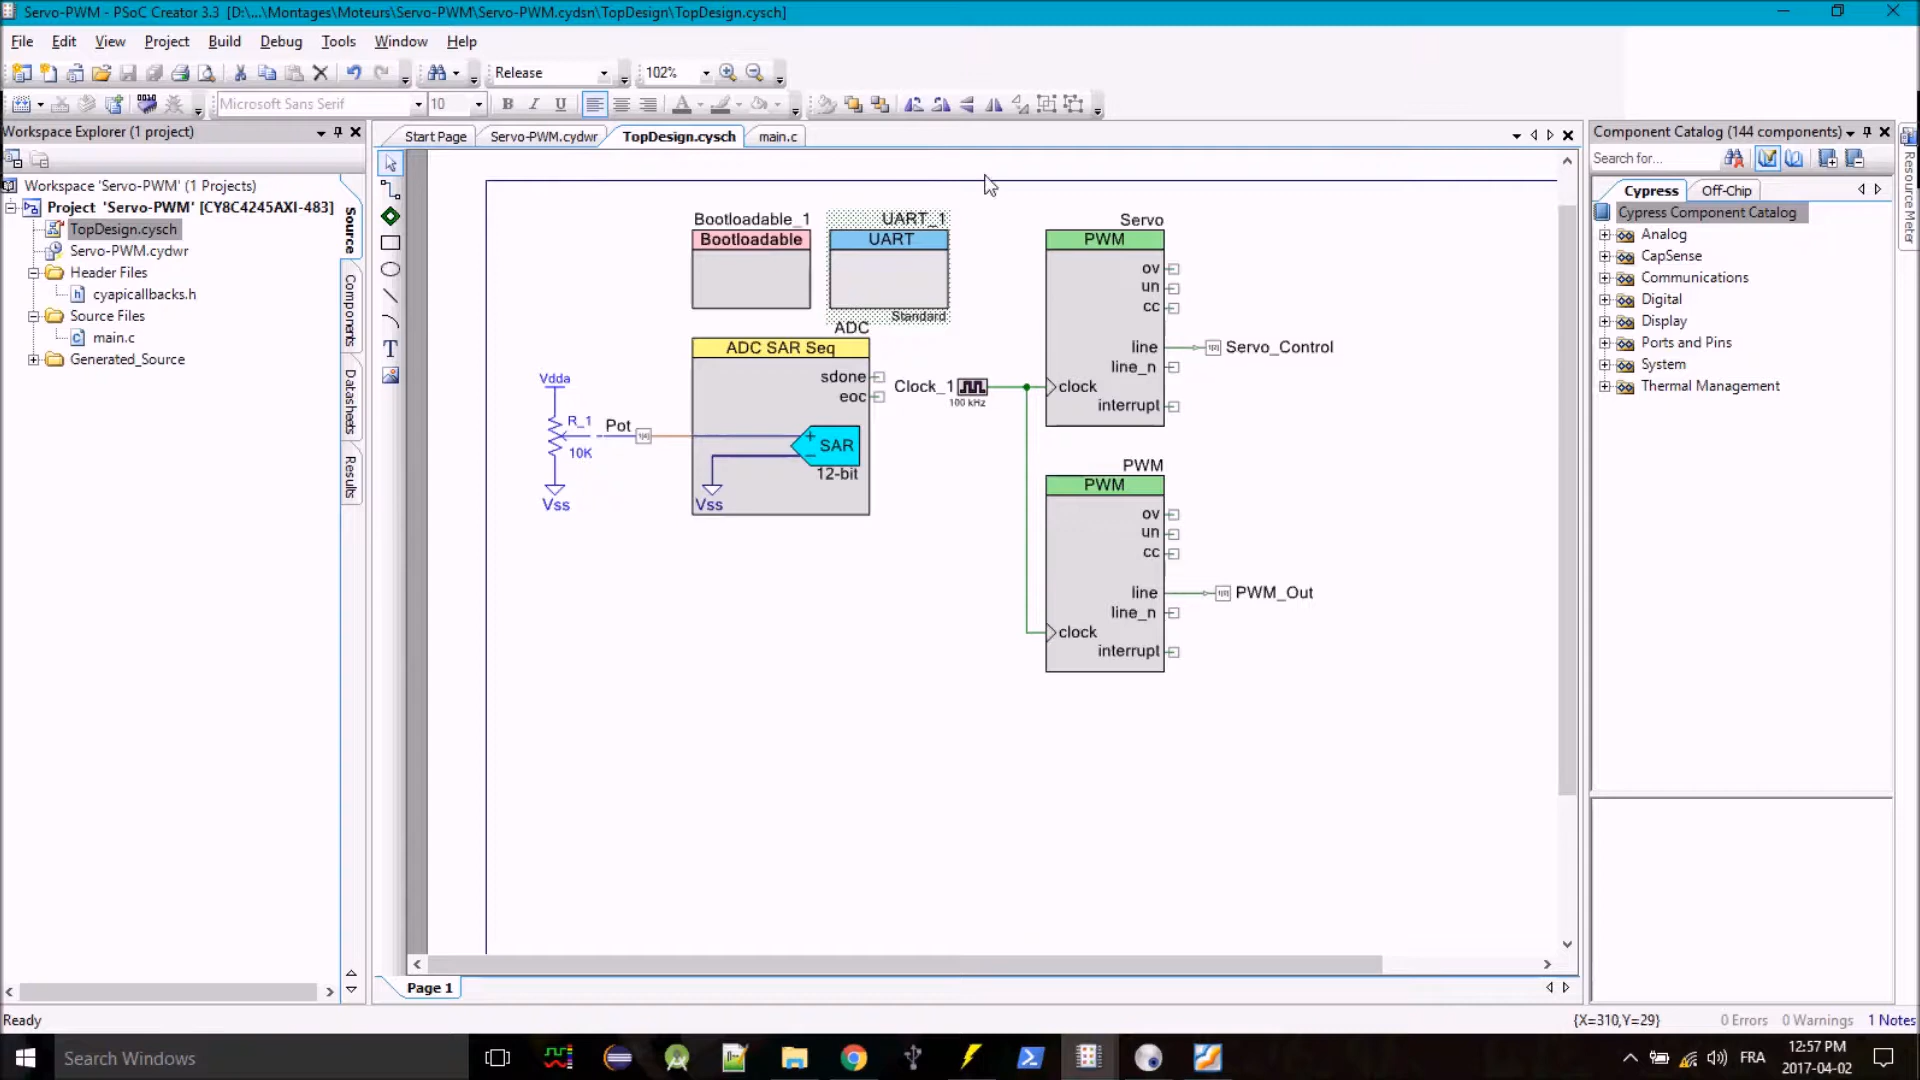 Servo-PWM - PSoC Creator 3.3 [D:\...\Montages\Moteurs\Servo-PWM\Servo-PWM.cydsn\TopDesign\TopDesign.cysch]
File Edit View Project Build Debug Tools Window Help
Release 102%
Microsoft Sans Serif 10 B I U
Workspace Explorer (1 project)
Workspace 'Servo-PWM' (1 Projects)
Project 'Servo-PWM' [CY8C4245AXI-483]
TopDesign.cysch
Servo-PWM.cydwr
Header Files
cyapicallbacks.h
Source Files
main.c
Generated_Source
Source
Components
Datasheets
Results
Start Page Servo-PWM.cydwr TopDesign.cysch main.c
T
Bootloadable_1
Bootloadable
UART_1
UART
Standard
ADC
ADC SAR Seq
sdone
eoc
SAR
12-bit
Vss
Vdda
R_1
10K
Vss
Pot
Clock_1
100 kHz
Servo
PWM
ov
un
cc
line
Servo_Control
line_n
clock
interrupt
PWM
PWM
ov
un
cc
line
PWM_Out
line_n
clock
interrupt
Page 1
Component Catalog (144 components)
Search for...
Cypress Off-Chip
Cypress Component Catalog
Analog
CapSense
Communications
Digital
Display
Ports and Pins
System
Thermal Management
Resource Meter
Ready {X=310,Y=29} 0 Errors 0 Warnings 1 Notes
Search Windows
FRA
12:57 PM
2017-04-02